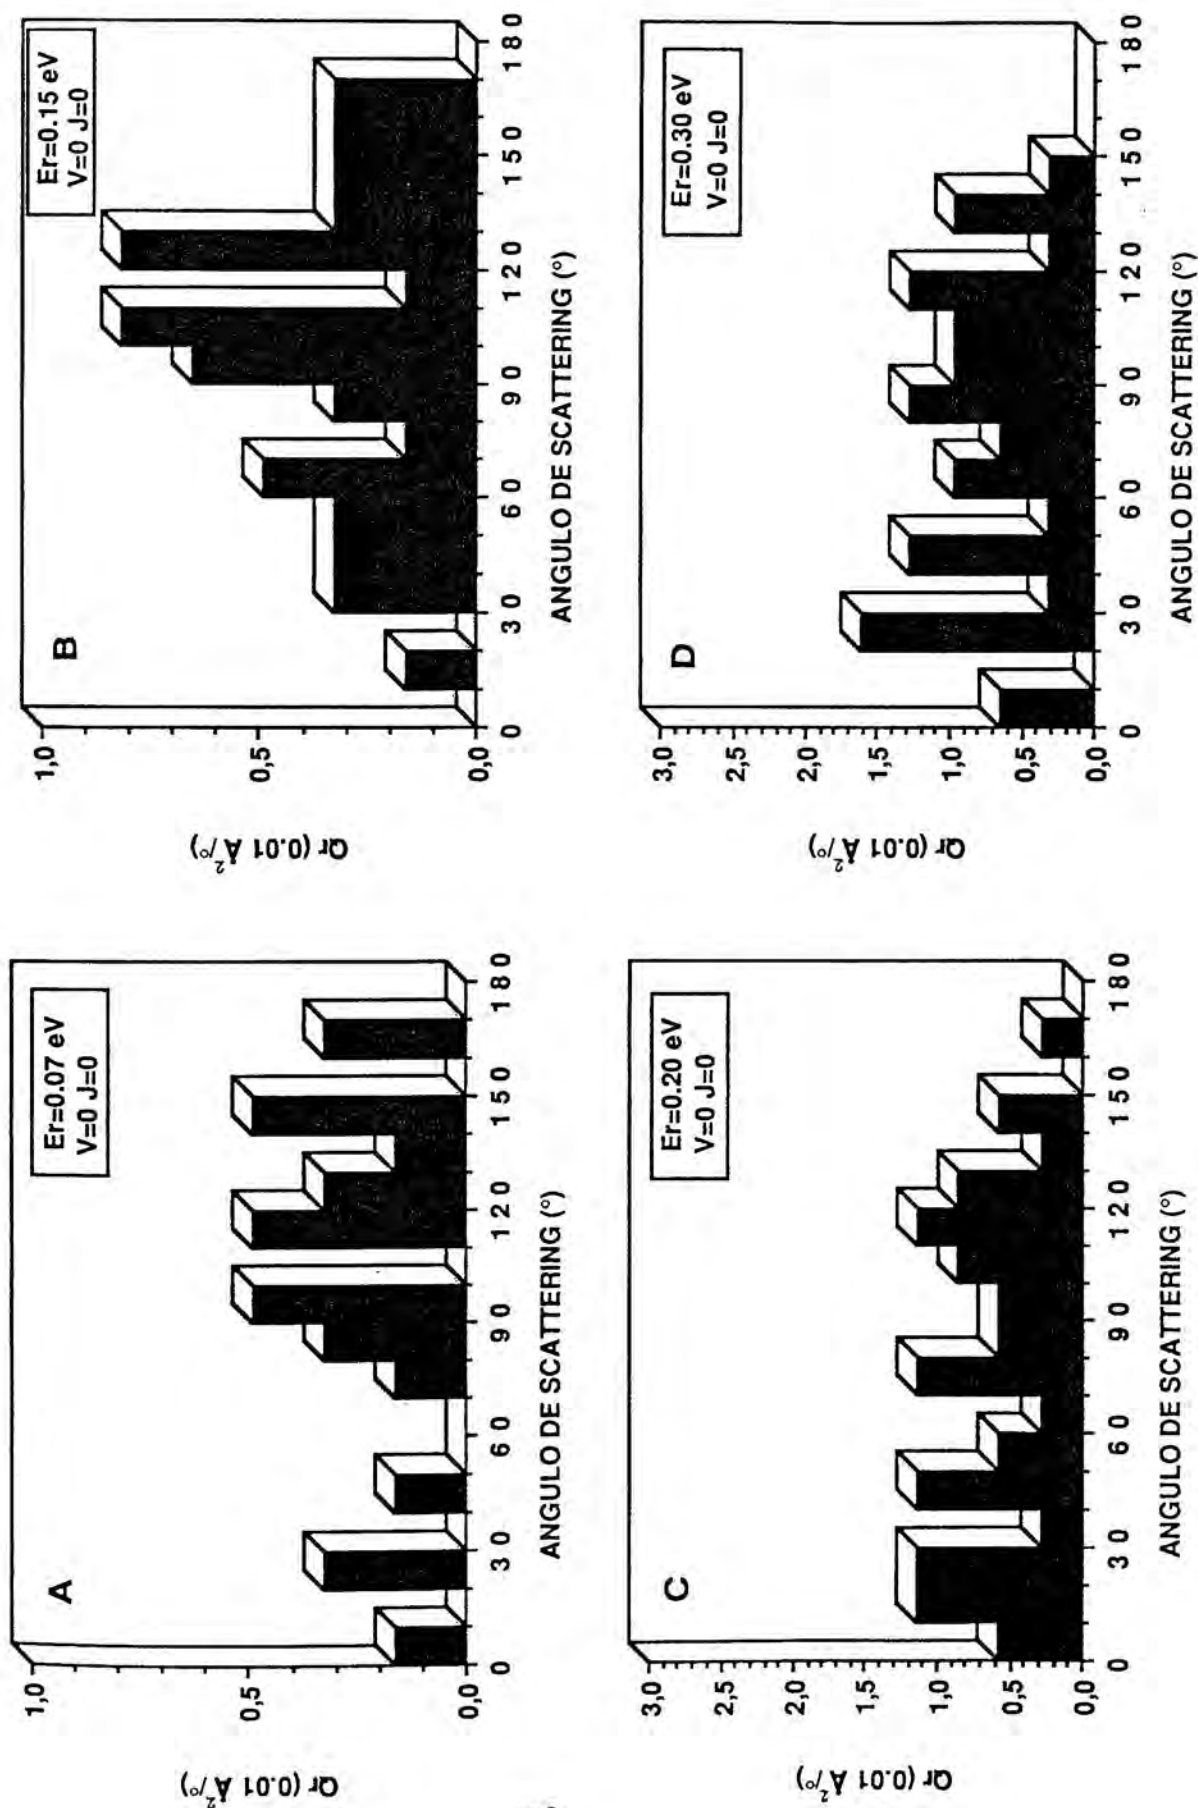 A
Er=0.07 eV
V=0 J=0
1,0
0,5
0,0
Qr (0.01 Å²/°)
0 30 60 90 120 150 180
ANGULO DE SCATTERING (°)
B
Er=0.15 eV
V=0 J=0
1,0
0,5
0,0
Qr (0.01 Å²/°)
0 30 60 90 120 150 180
ANGULO DE SCATTERING (°)
C
Er=0.20 eV
V=0 J=0
3,0
2,5
2,0
1,5
1,0
0,5
0,0
Qr (0.01 Å²/°)
0 30 60 90 120 150 180
ANGULO DE SCATTERING (°)
D
Er=0.30 eV
V=0 J=0
3,0
2,5
2,0
1,5
1,0
0,5
0,0
Qr (0.01 Å²/°)
0 30 60 90 120 150 180
ANGULO DE SCATTERING (°)